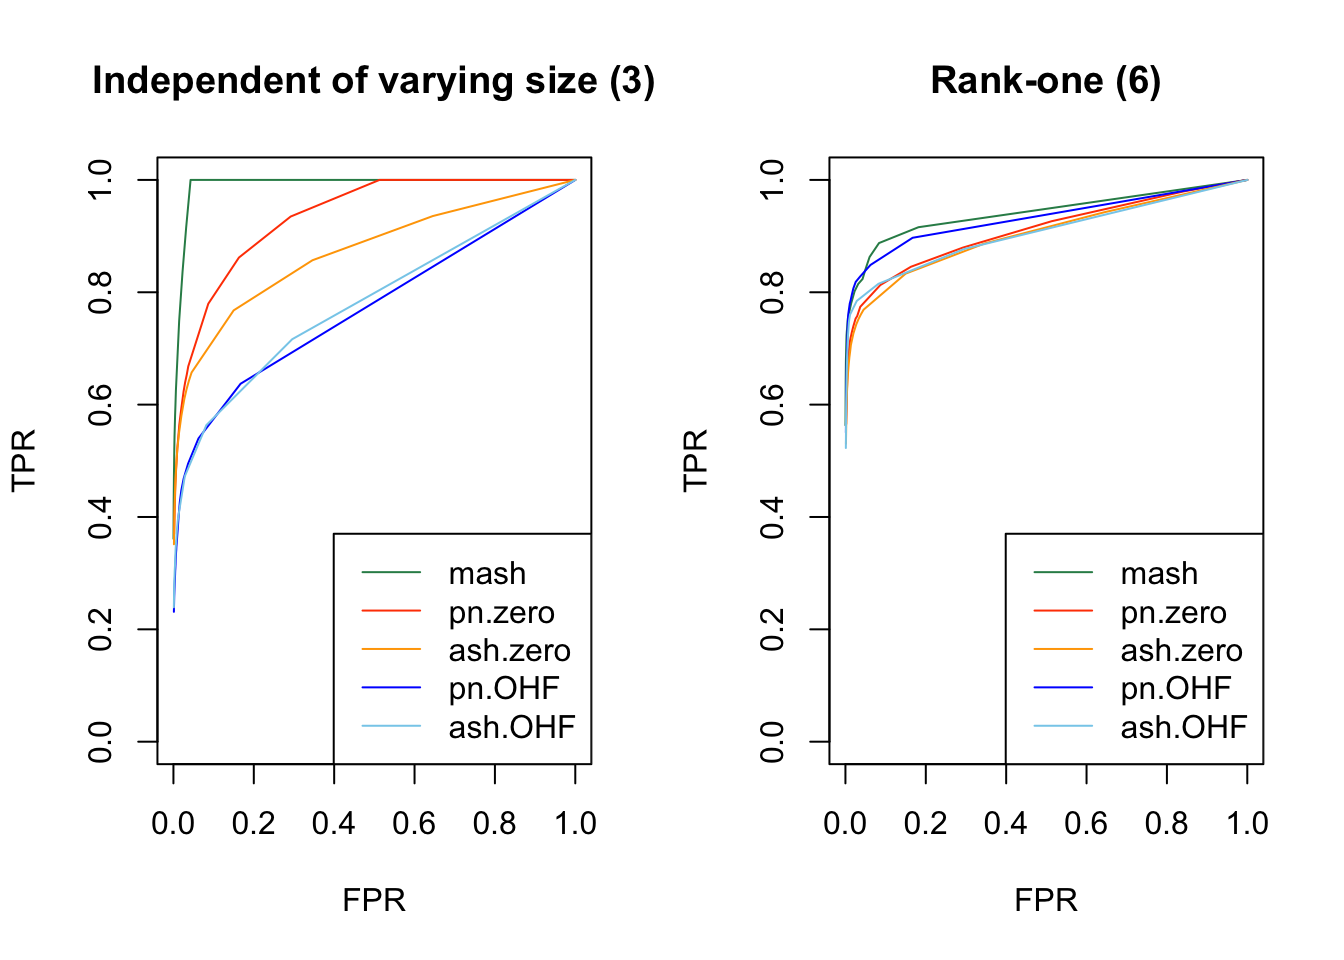 Independent of varying size (3)
TPR
1.0
0.8
0.6
0.4
0.2
0.0
mash
pn.zero
ash.zero
pn.OHF
ash.OHF
0.0 0.2 0.4 0.6 0.8 1.0
FPR
Rank-one (6)
TPR
1.0
0.8
0.6
0.4
0.2
0.0
mash
pn.zero
ash.zero
pn.OHF
ash.OHF
0.0 0.2 0.4 0.6 0.8 1.0
FPR